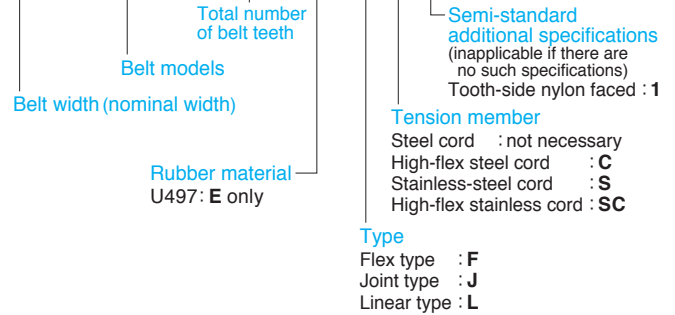 Total number
of belt teeth
Semi-standard
additional specifications
(inapplicable if there are
no such specifications)
Tooth-side nylon faced : 1
Belt models
Belt width (nominal width)
Tension member
Steel cord : not necessary
High-flex steel cord : C
Stainless-steel cord : S
High-flex stainless cord : SC
Rubber material
U497: E only
Type
Flex type : F
Joint type : J
Linear type : L